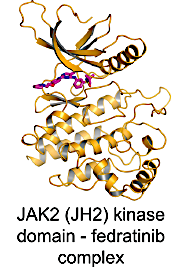 JAK2 (JH2) kinase
domain - fedratinib
complex